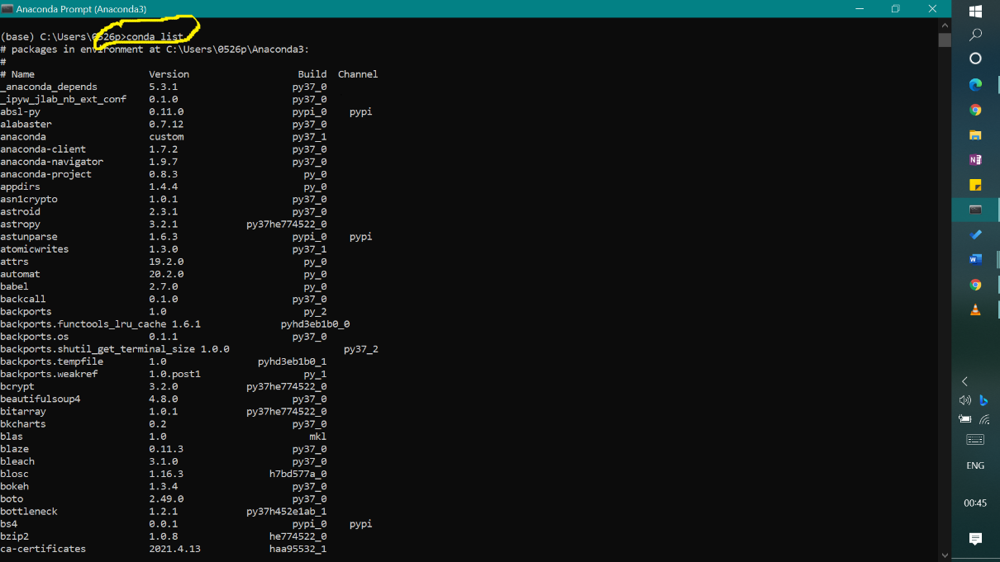 Anaconda Prompt (Anaconda3)
(base) C:\Users\0526p>conda list
# packages in environment at C:\Users\0526p\Anaconda3:
#
# Name Version Build Channel
_anaconda_depends 5.3.1 py37_0
_ipyw_jlab_nb_ext_conf 0.1.0 py37_0
absl-py 0.11.0 pypi_0 pypi
alabaster 0.7.12 py37_0
anaconda custom py37_1
anaconda-client 1.7.2 py37_0
anaconda-navigator 1.9.7 py37_0
anaconda-project 0.8.3 py_0
appdirs 1.4.4 py_0
asn1crypto 1.0.1 py37_0
astroid 2.3.1 py37_0
astropy 3.2.1 py37he774522_0
astunparse 1.6.3 pypi_0 pypi
atomicwrites 1.3.0 py37_1
attrs 19.2.0 py_0
automat 20.2.0 py_0
babel 2.7.0 py_0
backcall 0.1.0 py37_0
backports 1.0 py_2
backports.functools_lru_cache 1.6.1 pyhd3eb1b0_0
backports.os 0.1.1 py37_0
backports.shutil_get_terminal_size 1.0.0 py37_2
backports.tempfile 1.0 pyhd3eb1b0_1
backports.weakref 1.0.post1 py_1
bcrypt 3.2.0 py37he774522_0
beautifulsoup4 4.8.0 py37_0
bitarray 1.0.1 py37he774522_0
bkcharts 0.2 py37_0
blas 1.0 mkl
blaze 0.11.3 py37_0
bleach 3.1.0 py37_0
blosc 1.16.3 h7bd577a_0
bokeh 1.3.4 py37_0
boto 2.49.0 py37_0
bottleneck 1.2.1 py37h452e1ab_1
bs4 0.0.1 pypi_0 pypi
bzip2 1.0.8 he774522_0
ca-certificates 2021.4.13 haa95532_1
N
W
ENG
00:45